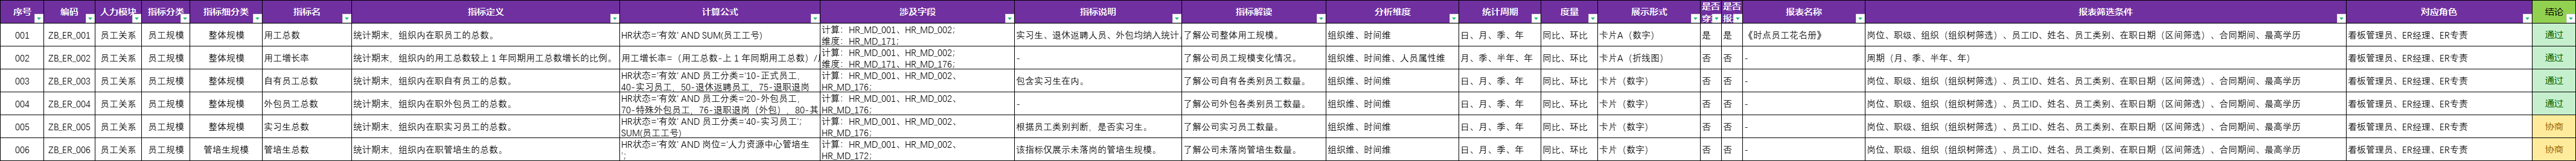 序号 编码 人力模块 指标分类 指标细分类 指标名 指标定义 计算公式 涉及字段 指标说明 指标解读 分析维度 统计周期 度量 展示形式 是否穿 是否报 报表名称 报表筛选条件 对应角色 结论
001 ZB_ER_001 员工关系 员工规模 整体规模 用工总数 统计期末，组织内在职员工的总数。 HR状态='有效' AND SUM(员工工号) 计算：HR_MD_001、HR_MD_002; 实习生、退休返聘人员、外包均纳入统计 了解公司整体用工规模。 组织维、时间维 日、月、季、年 同比、环比 卡片A（数字） 是 是 《时点员工花名册》 岗位、职级、组织（组织树筛选）、员工ID、姓名、员工类别、在职日期（区间筛选）、合同期间、最高学历 看板管理员、ER经理、ER专责 通过
维度：HR_MD_171;
002 ZB_ER_002 员工关系 员工规模 整体规模 用工增长率 统计期末，组织内的用工总数较上 1 年同期用工总数增长的比例。 用工增长率=（用工总数-上 1 年同期用工总数）/ 计算：HR_MD_001、HR_MD_002; - 了解公司员工规模变化情况。 组织维、时间维、人员属性维 月、季、半年、年 同比、环比 卡片A（折线图） 否 否 - 周期（月、季、半年、年） 看板管理员、ER经理、ER专责 通过
维度：HR_MD_171、HR_MD_176;
003 ZB_ER_003 员工关系 员工规模 整体规模 自有员工总数 统计期末，组织内在职自有员工的总数。 HR状态='有效' AND 员工分类='10-正式员工, 计算：HR_MD_001、HR_MD_002、 包含实习生在内。 了解公司自有各类别员工数量。 组织维、时间维 日、月、季、年 同比、环比 卡片（数字） 否 否 - 岗位、职级、组织（组织树筛选）、员工ID、姓名、员工类别、在职日期（区间筛选）、合同期间、最高学历 看板管理员、ER经理、ER专责 通过
40-实习员工，50-退休返聘员工，75-退职退岗 HR_MD_176;
004 ZB_ER_004 员工关系 员工规模 整体规模 外包员工总数 统计期末，组织内在职外包员工的总数。 HR状态='有效' AND 员工分类='20-外包员工, 计算：HR_MD_001、HR_MD_002、 - 了解公司外包各类别员工数量。 组织维、时间维 日、月、季、年 同比、环比 卡片（数字） 否 否 - 岗位、职级、组织（组织树筛选）、员工ID、姓名、员工类别、在职日期（区间筛选）、合同期间、最高学历 看板管理员、ER经理、ER专责 通过
70-特殊外包员工，76-退职退岗（外包），80-其 HR_MD_176;
005 ZB_ER_005 员工关系 员工规模 整体规模 实习生总数 统计期末，组织内在职实习员工的总数。 HR状态='有效' AND 员工分类='40-实习员工'; 计算：HR_MD_001、HR_MD_002、 根据员工类别判断，是否实习生。 了解公司实习员工数量。 组织维、时间维 日、月、季、年 同比、环比 卡片（数字） 否 否 - 岗位、职级、组织（组织树筛选）、员工ID、姓名、员工类别、在职日期（区间筛选）、合同期间、最高学历 看板管理员、ER经理、ER专责 协商
SUM(员工工号) HR_MD_176;
006 ZB_ER_006 员工关系 员工规模 管培生规模 管培生总数 统计期末，组织内在职管培生的总数。 HR状态='有效' AND 岗位='人力资源中心管培生 计算：HR_MD_001、HR_MD_002、 该指标仅展示未落岗的管培生规模。 了解公司未落岗管培生数量。 组织维、时间维 日、月、季、年 同比、环比 卡片（数字） 否 否 - 岗位、职级、组织（组织树筛选）、员工ID、姓名、员工类别、在职日期（区间筛选）、合同期间、最高学历 看板管理员、ER经理、ER专责 协商
'; HR_MD_172;